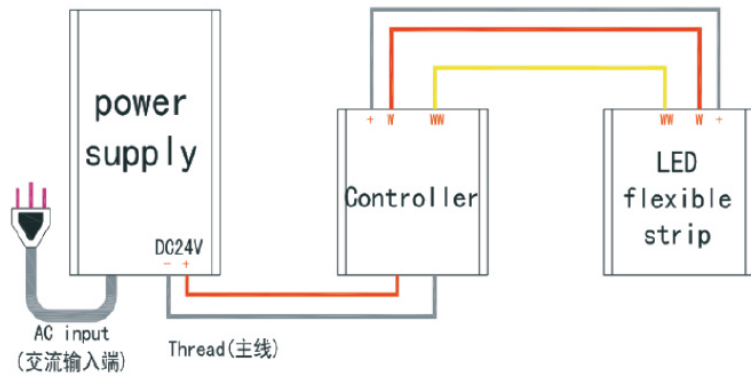 power
supply
DC24V
- +
AC input
(交流输入端)
Thread(主线)
+ W WW
Controller
WW W +
LED
flexible
strip